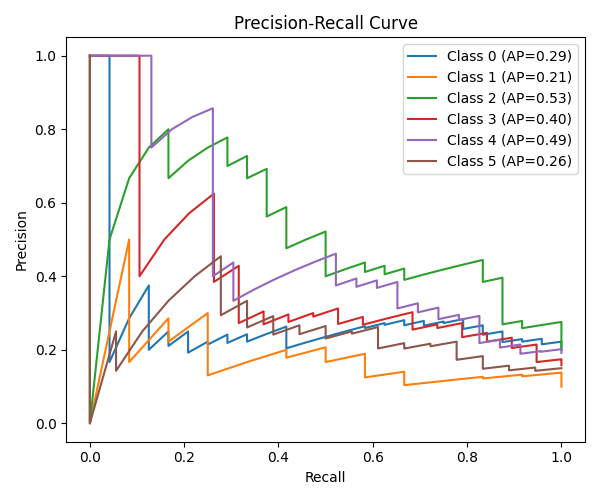 Precision-Recall Curve
Precision
1.0
0.8
0.6
0.4
0.2
0.0
Class 0 (AP=0.29)
Class 1 (AP=0.21)
Class 2 (AP=0.53)
Class 3 (AP=0.40)
Class 4 (AP=0.49)
Class 5 (AP=0.26)
0.0 0.2 0.4 0.6 0.8 1.0
Recall